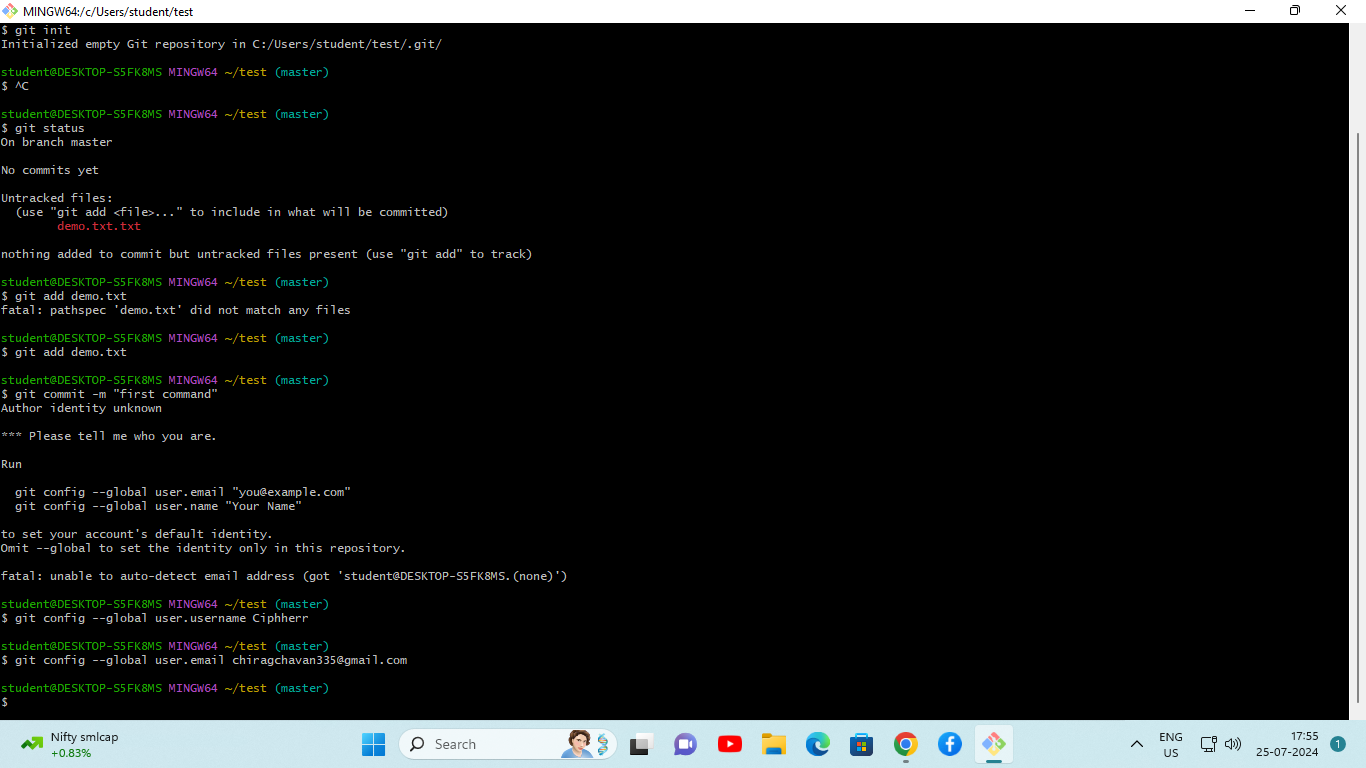 MINGW64:/c/Users/student/test
$ git init
Initialized empty Git repository in C:/Users/student/test/.git/
student@DESKTOP-S5FK8MS MINGW64 ~/test (master)
$ ^C
student@DESKTOP-S5FK8MS MINGW64 ~/test (master)
$ git status
On branch master
No commits yet
Untracked files:
(use "git add <file>..." to include in what will be committed)
demo.txt.txt
nothing added to commit but untracked files present (use "git add" to track)
student@DESKTOP-S5FK8MS MINGW64 ~/test (master)
$ git add demo.txt
fatal: pathspec 'demo.txt' did not match any files
student@DESKTOP-S5FK8MS MINGW64 ~/test (master)
$ git add demo.txt
student@DESKTOP-S5FK8MS MINGW64 ~/test (master)
$ git commit -m "first command"
Author identity unknown
*** Please tell me who you are.
Run
git config --global user.email "you@example.com"
git config --global user.name "Your Name"
to set your account's default identity.
Omit --global to set the identity only in this repository.
fatal: unable to auto-detect email address (got 'student@DESKTOP-S5FK8MS.(none)')
student@DESKTOP-S5FK8MS MINGW64 ~/test (master)
$ git config --global user.username Ciphherr
student@DESKTOP-S5FK8MS MINGW64 ~/test (master)
$ git config --global user.email chiragchavan335@gmail.com
student@DESKTOP-S5FK8MS MINGW64 ~/test (master)
$
Nifty smlcap
+0.83%
Search
ENG
US
17:55
25-07-2024
1